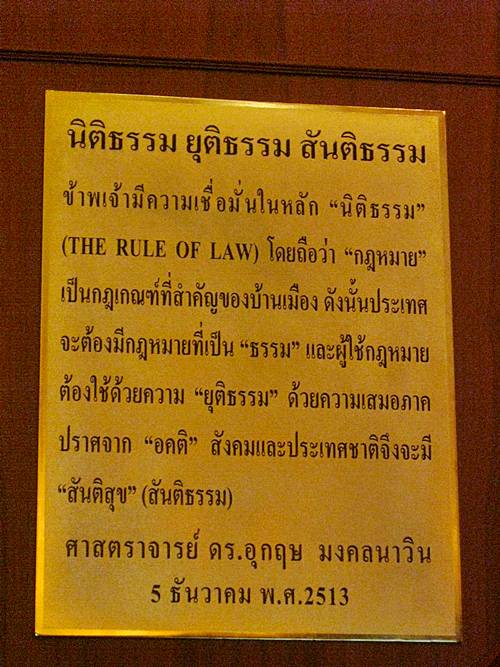 นิติธรรม ยุติธรรม สันติธรรม
ข้าพเจ้ามีความเชื่อมั่นในหลัก “นิติธรรม”
(THE RULE OF LAW) โดยถือว่า “กฎหมาย”
เป็นกฎเกณฑ์ที่สำคัญของบ้านเมือง ดังนั้นประเทศ
จะต้องมีกฎหมายที่เป็น “ธรรม” และผู้ใช้กฎหมาย
ต้องใช้ด้วยความ “ยุติธรรม” ด้วยความเสมอภาค
ปราศจาก “อคติ” สังคมและประเทศชาติจึงจะมี
“สันติสุข” (สันติธรรม)
ศาสตราจารย์ ดร.อุกฤษ มงคลนาวิน
5 ธันวาคม พ.ศ.2513